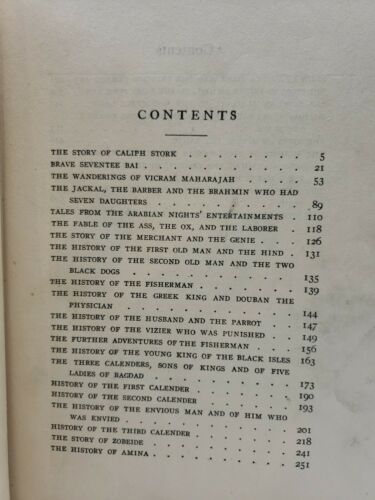 CONTENTS
THE STORY OF CALIPH STORK . . . . . . . . 5
BRAVE SEVENTEE BAI . . . . . . . . . . 21
THE WANDERINGS OF VICRAM MAHARAJAH . . . . . 53
THE JACKAL, THE BARBER AND THE BRAHMIN WHO HAD
SEVEN DAUGHTERS . . . . . . . . . . 89
TALES FROM THE ARABIAN NIGHTS' ENTERTAINMENTS . 110
THE FABLE OF THE ASS, THE OX, AND THE LABORER . . 118
THE STORY OF THE MERCHANT AND THE GENIE . . . 126
THE HISTORY OF THE FIRST OLD MAN AND THE HIND . 131
THE HISTORY OF THE SECOND OLD MAN AND THE TWO
BLACK DOGS . . . . . . . . . . 135
THE HISTORY OF THE FISHERMAN . . . . . . . 139
THE HISTORY OF THE GREEK KING AND DOUBAN THE
PHYSICIAN . . . . . . . . . . 144
THE HISTORY OF THE HUSBAND AND THE PARROT . . 147
THE HISTORY OF THE VIZIER WHO WAS PUNISHED . . 149
THE FURTHER ADVENTURES OF THE FISHERMAN . . . 156
THE HISTORY OF THE YOUNG KING OF THE BLACK ISLES 163
THE THREE CALENDERS, SONS OF KINGS AND OF FIVE
LADIES OF BAGDAD . . . . . . . . . 173
HISTORY OF THE FIRST CALENDER . . . . . . . 190
HISTORY OF THE SECOND CALENDER . . . . . . 193
THE HISTORY OF THE ENVIOUS MAN AND OF HIM WHO
WAS ENVIED . . . . . . . . . . 201
HISTORY OF THE THIRD CALENDER . . . . . . 218
THE STORY OF ZOBEIDE . . . . . . . . . 241
THE HISTORY OF AMINA . . . . . . . . . 251